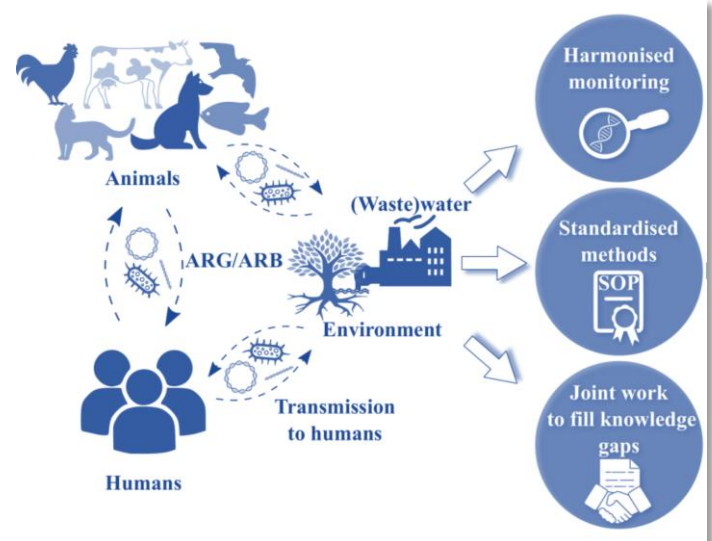 Harmonised
monitoring
Animals
(Waste)water
ARG/ARB
Standardised
methods
SOP
Environment
Transmission
to humans
Humans
Joint work
to fill knowledge
gaps